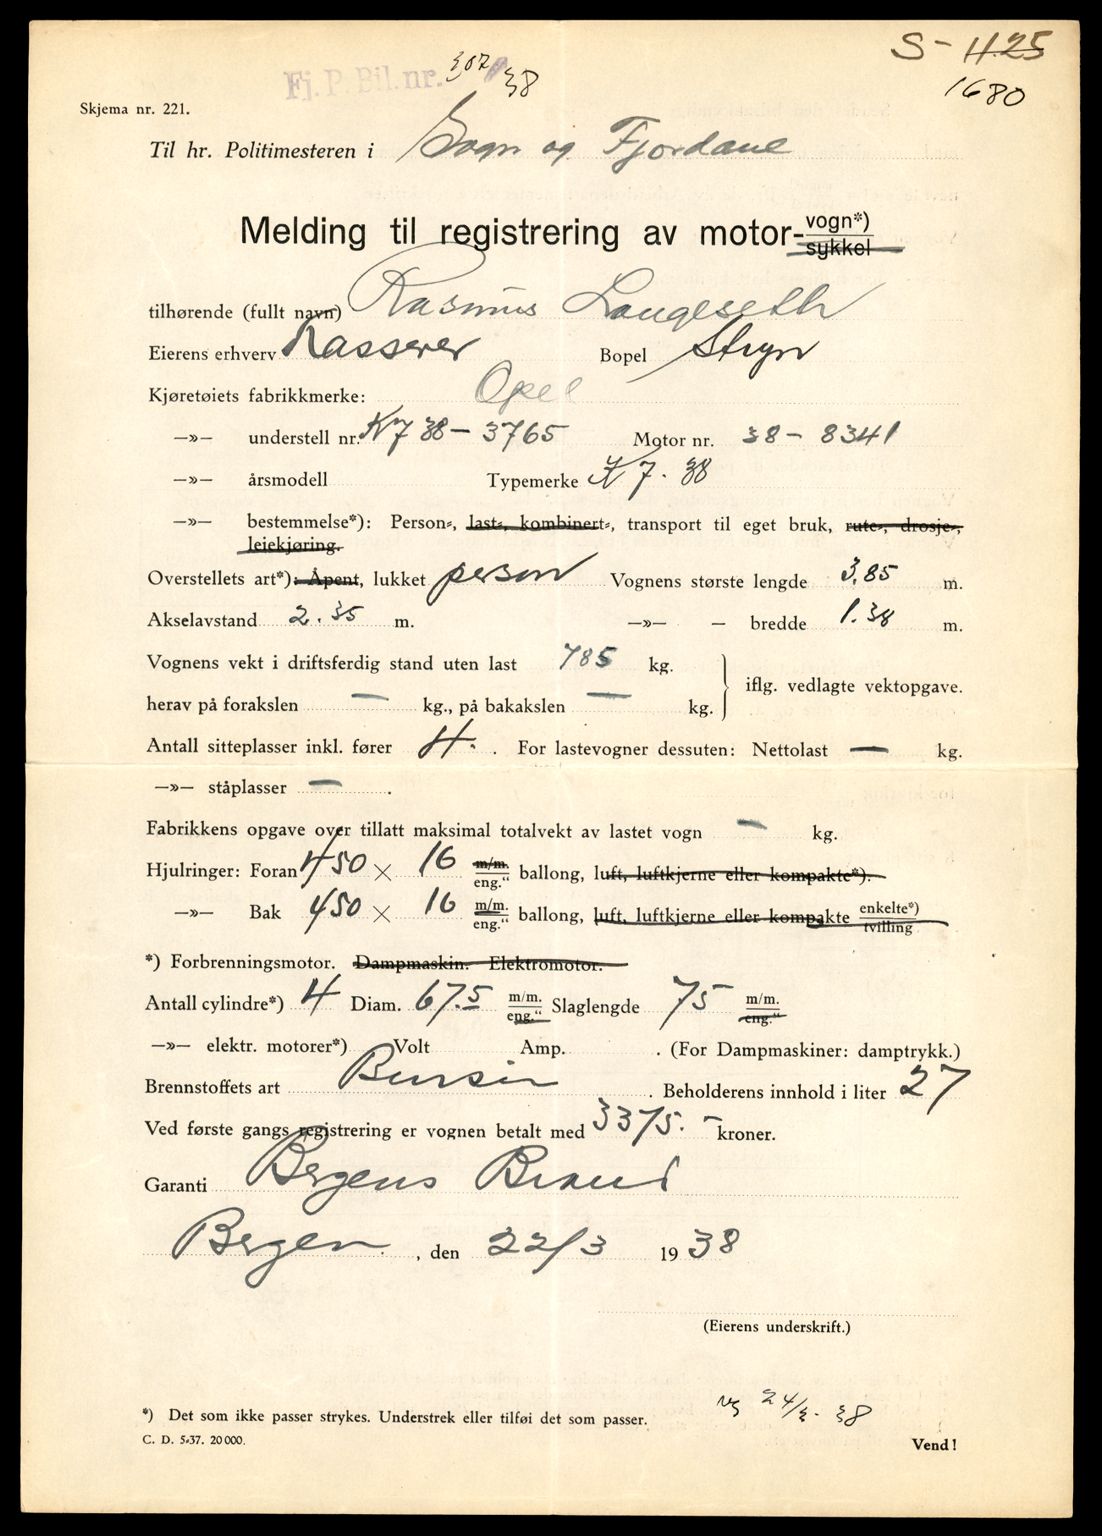 S - 1125
1680
Fj. P. Bil. nr. 302/38
Skjema nr. 221.
Til hr. Politimesteren i Sogn og Fjordane
Melding til registrering av motor-vogn*)
sykkel
tilhørende (fullt navn) Rasmus Langeseth
Eierens erhverv Kasserer Bopel Stryn
Kjøretøiets fabrikkmerke: Opel
—»— understell nr. K7 38 - 3765 Motor nr. 38 - 8341
—»— årsmodell Typemerke K 7. 38
—»— bestemmelse*): Person-, last-, kombinert-, transport til eget bruk, rute-, drosje-,
leiekjøring.
Overstellets art*): Åpent, lukket person Vognens største lengde 3,85 m.
Akselavstand 2.35 m. —»— — bredde 1.38 m.
Vognens vekt i driftsferdig stand uten last 785 kg.
iflg. vedlagte vektopgave.
herav på forakslen — kg., på bakakslen — kg.
Antall sitteplasser inkl. fører 4. . For lastevogner dessuten: Nettolast — kg.
—»— ståplasser — .
Fabrikkens opgave over tillatt maksimal totalvekt av lastet vogn — kg.
Hjulringer: Foran 450 × 16 m/m. eng.“ ballong, luft, luftkjerne eller kompakte*).
—»— Bak 450 × 16 m/m. eng.“ ballong, luft, luftkjerne eller kompakte enkelte*) tvilling
*) Forbrenningsmotor. Dampmaskin. Elektromotor.
Antall cylindre*) 4 Diam. 67.5 m/m. eng.“ Slaglengde 75 m/m. eng.“
—»— elektr. motorer*) Volt Amp. . (For Dampmaskiner: damptrykk.)
Brennstoffets art Bensin . Beholderens innhold i liter 27
Ved første gangs registrering er vognen betalt med 3375. - kroner.
Garanti Bergens Brand
Bergen , den 22/3 1938
(Eierens underskrift.)
*) Det som ikke passer strykes. Understrek eller tilføi det som passer.
24/3. 38
C. D. 5-37. 20 000.
Vend!